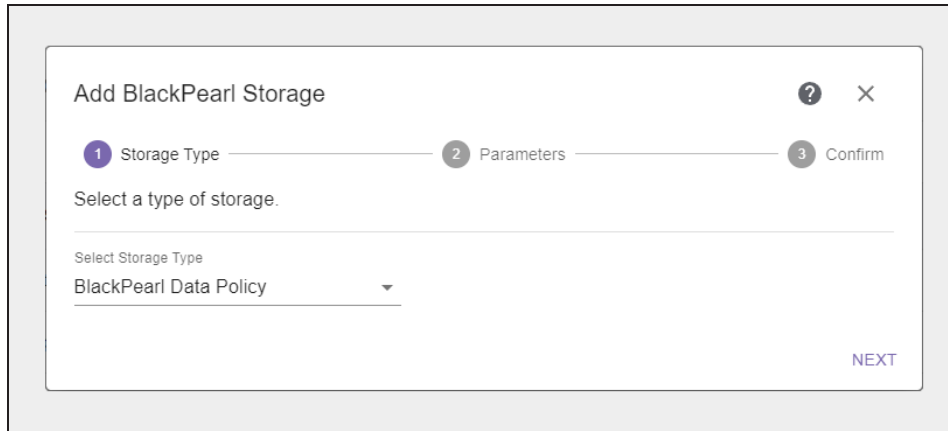 Add BlackPearl Storage
?
1 Storage Type 2 Parameters 3 Confirm
Select a type of storage.
Select Storage Type
BlackPearl Data Policy
NEXT